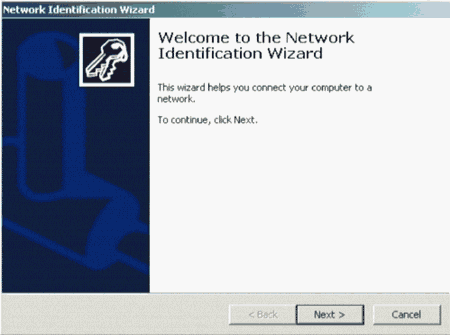 Network Identification Wizard
Welcome to the Network
Identification Wizard
This wizard helps you connect your computer to a
network.
To continue, click Next.
< Back
Next >
Cancel